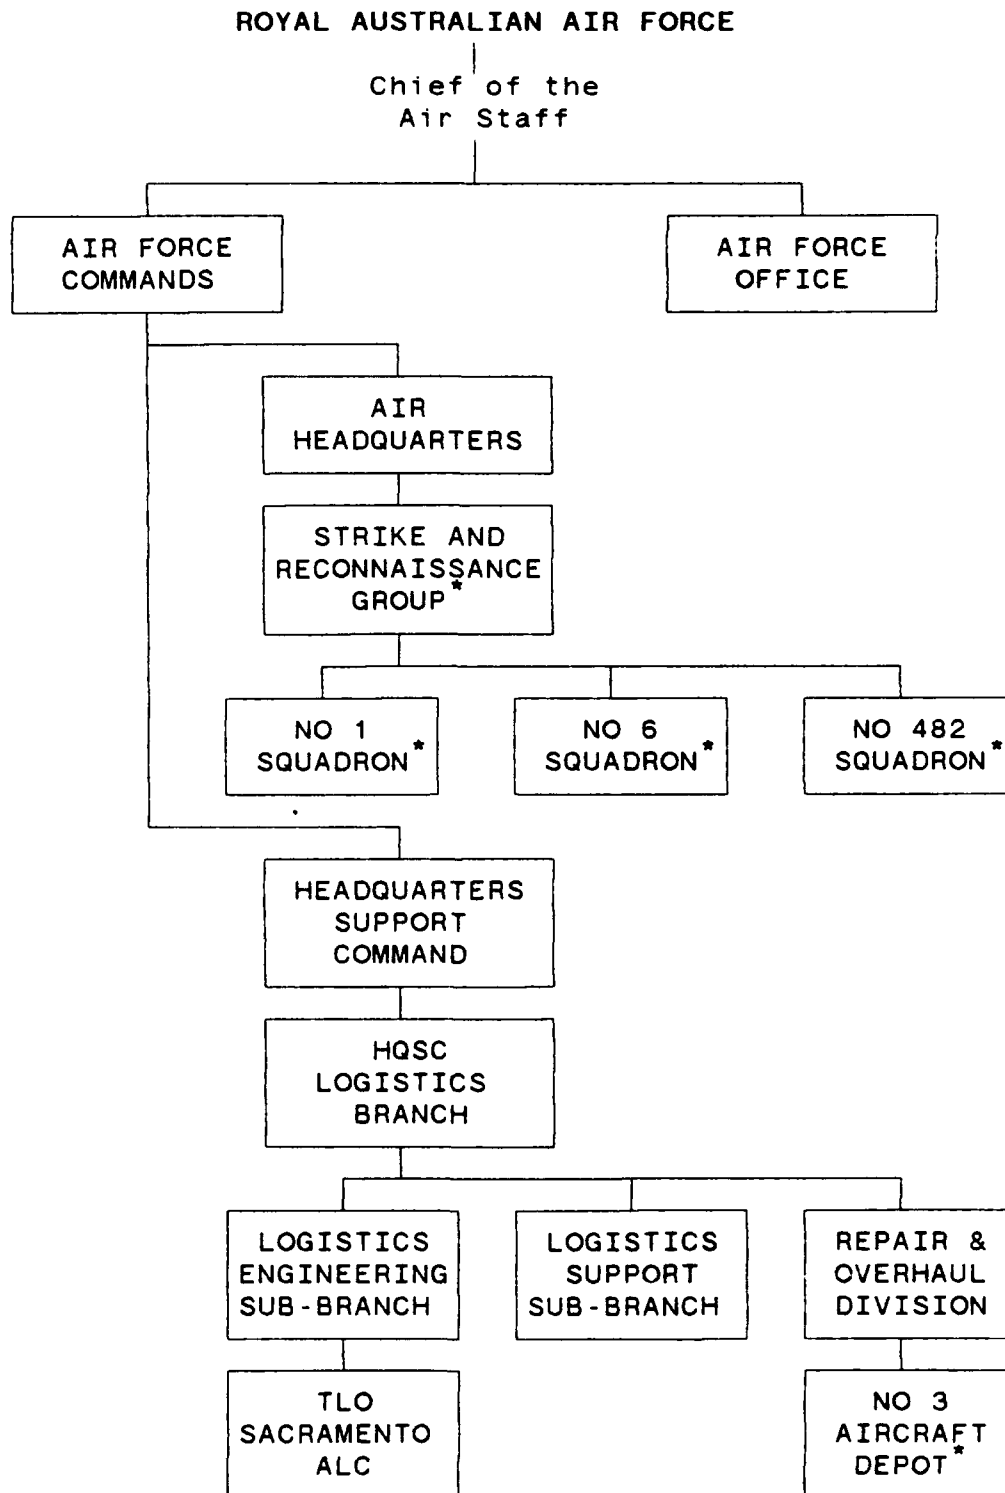 ROYAL AUSTRALIAN AIR FORCE
Chief of the
Air Staff
AIR FORCE
COMMANDS
AIR FORCE
OFFICE
AIR
HEADQUARTERS
STRIKE AND
RECONNAISSANCE
GROUP*
NO 1
SQUADRON*
NO 6
SQUADRON*
NO 482
SQUADRON*
HEADQUARTERS
SUPPORT
COMMAND
HQSC
LOGISTICS
BRANCH
LOGISTICS
ENGINEERING
SUB-BRANCH
LOGISTICS
SUPPORT
SUB-BRANCH
REPAIR &
OVERHAUL
DIVISION
TLO
SACRAMENTO
ALC
NO 3
AIRCRAFT
DEPOT*